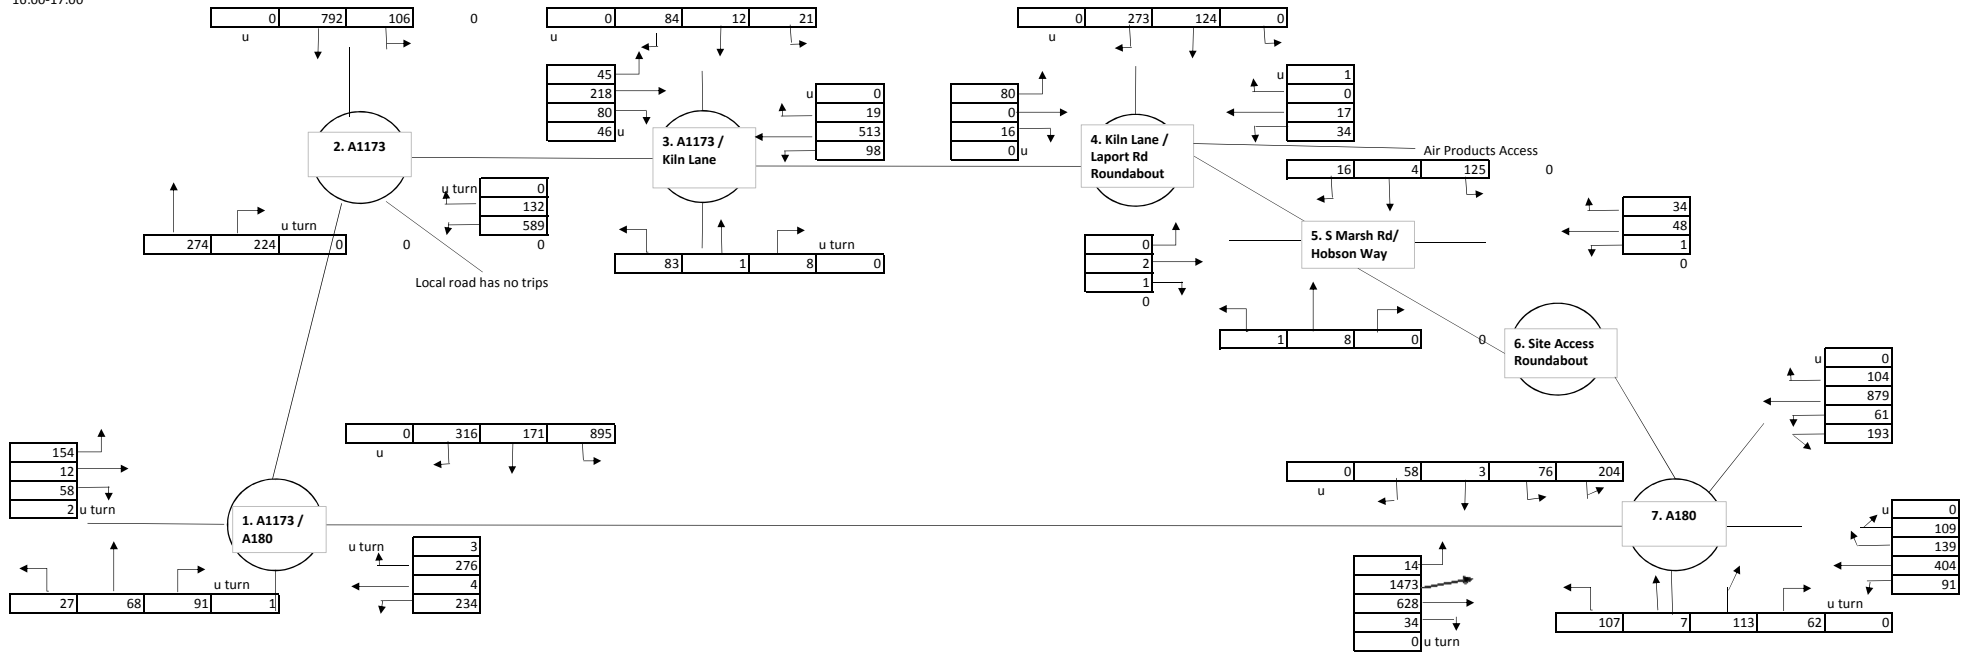 0 792 106 0
u
0 84 12 21
u
0 273 124 0
u
45
218
80
46 u
u 0
19
513
98
80
0
16
0 u
u 1
0
17
34
2. A1173
3. A1173 /
Kiln Lane
4. Kiln Lane /
Laport Rd
Roundabout
Air Products Access
16 4 125 0
u turn 0
132
589
0
u turn
274 224 0 0
Local road has no trips
u turn
83 1 8 0
0
2
1
0
5. S Marsh Rd/
Hobson Way
34
48
1
0
1 8 0 0
6. Site Access
Roundabout
u 0
104
879
61
193
0 316 171 895
u
154
12
58
2 u turn
1. A1173 /
A180
u turn 3
276
4
234
u turn
27 68 91 1
0 58 3 76 204
u
7. A180
u 0
109
139
404
91
14
1473
628
34
0 u turn
u turn
107 7 113 62 0